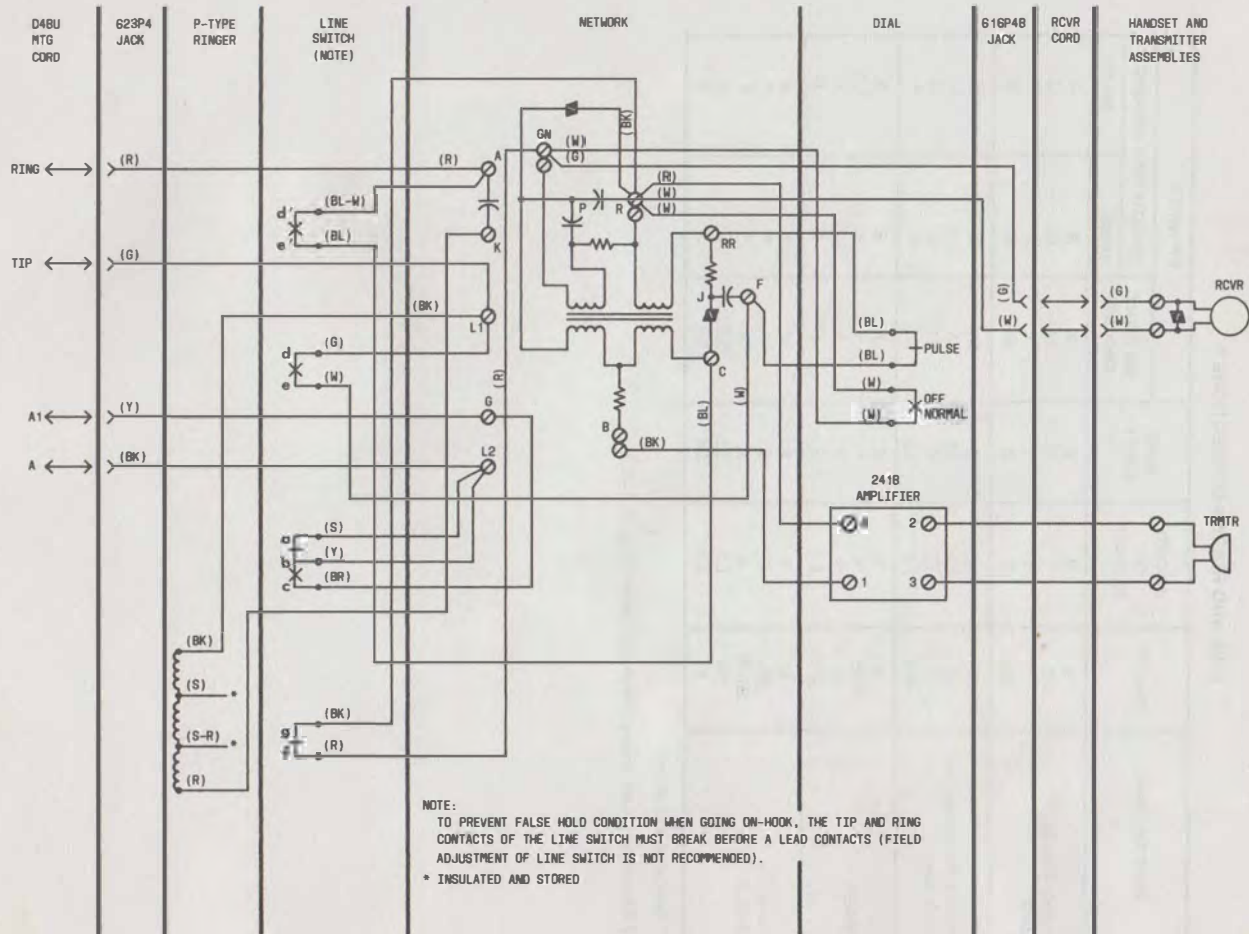 D4BU MTG CORD
623P4 JACK
P-TYPE RINGER
LINE SWITCH (NOTE)
NETWORK
DIAL
616P4B JACK
RCVR CORD
HANDSET AND TRANSMITTER ASSEMBLIES
(BK)
GN
(W)
(G)
RING
(R)
(R)
A
(R)
(W)
(W)
d'
(BL-W)
P
R
e'
(BL)
K
RR
TIP
(G)
F
J
(G)
(G)
RCVR
(BK)
L1
(W)
(W)
(BL)
PULSE
(BL)
d
(G)
C
e
(W)
(R)
(W)
OFF NORMAL
(W)
(BL)
(W)
A1
(Y)
G
B
(BK)
A
(BK)
L2
241B AMPLIFIER
a
(S)
2
TRMTR
b
(Y)
c
(BR)
1
3
(BK)
(S)
*
(S-R)
*
(R)
g
(BK)
f
(R)
NOTE:
TO PREVENT FALSE HOLD CONDITION WHEN GOING ON-HOOK, THE TIP AND RING
CONTACTS OF THE LINE SWITCH MUST BREAK BEFORE A LEAD CONTACTS (FIELD
ADJUSTMENT OF LINE SWITCH IS NOT RECOMMENDED).
* INSULATED AND STORED